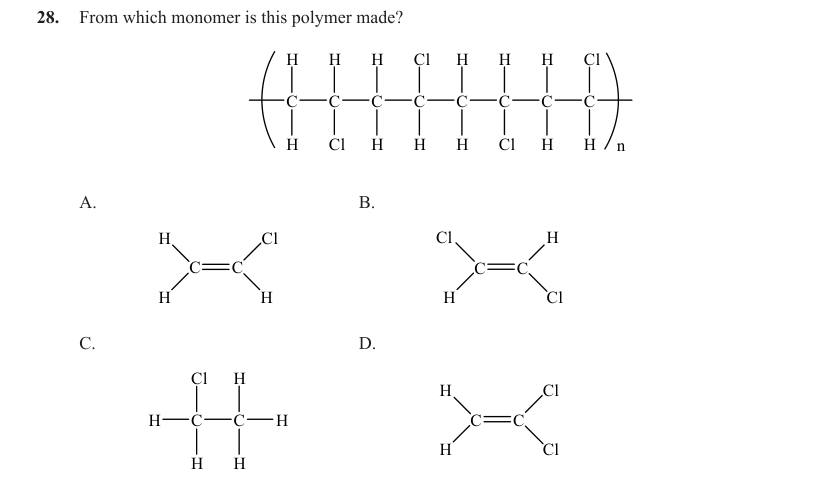 28. From which monomer is this polymer made?
H H H Cl H H H Cl
C C C C C C C C
H Cl H H H Cl H H n
A. B.
H Cl Cl H
C C C C
H H H Cl
C. D.
Cl H
H Cl
H C C H C C
H Cl
H H